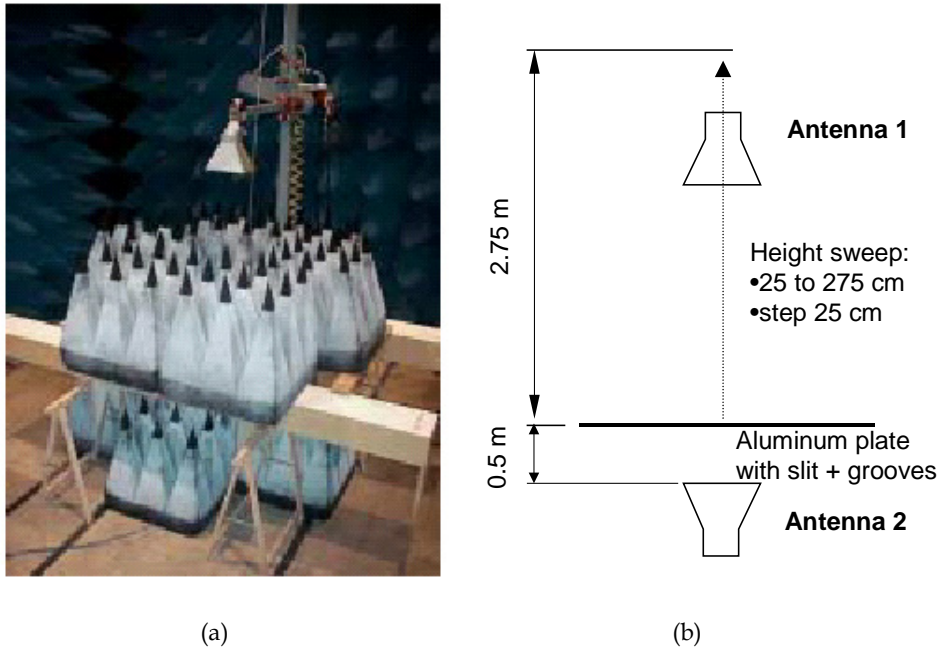 2.75 m
Antenna 1
Height sweep:
•25 to 275 cm
•step 25 cm
0.5 m
Aluminum plate
with slit + grooves
Antenna 2
(a)
(b)